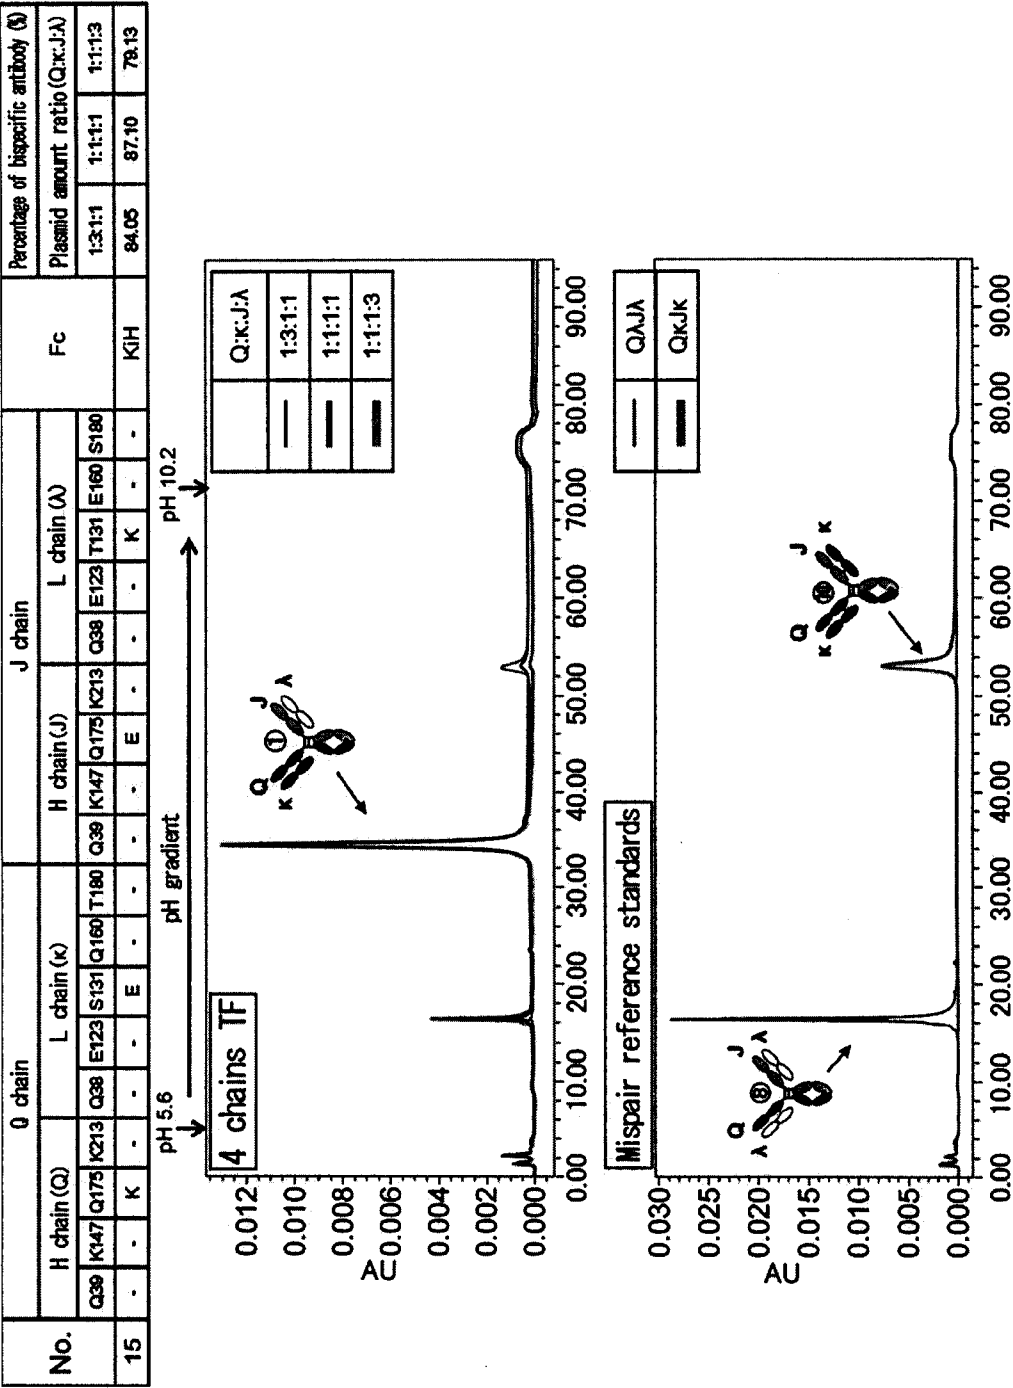 No. Q chain J chain Fc Percentage of bispecific antibody (%)
H chain (Q) L chain (κ) H chain (J) L chain (λ) Plasmid amount ratio (Q:κ:J:λ)
Q39 K147 Q175 K213 Q38 E123 S131 Q160 T180 Q39 K147 Q175 K213 Q38 E123 T131 E160 S180 1:3:1:1 1:1:1:1 1:1:1:3
15 - - K - - - E - - - - E - - - K - - KiH 84.05 87.10 79.13
pH 5.6 pH gradient pH 10.2
4 chains TF
Q:κ:J:λ
1:3:1:1
1:1:1:1
1:1:1:3
Q J
κ ① λ
AU
0.012
0.010
0.008
0.006
0.004
0.002
0.000
0.00 10.00 20.00 30.00 40.00 50.00 60.00 70.00 80.00 90.00
Mispair reference standards
QλJλ
QκJκ
Q J
λ ⑧ λ
Q J
κ ⑩ κ
AU
0.030
0.025
0.020
0.015
0.010
0.005
0.000
0.00 10.00 20.00 30.00 40.00 50.00 60.00 70.00 80.00 90.00